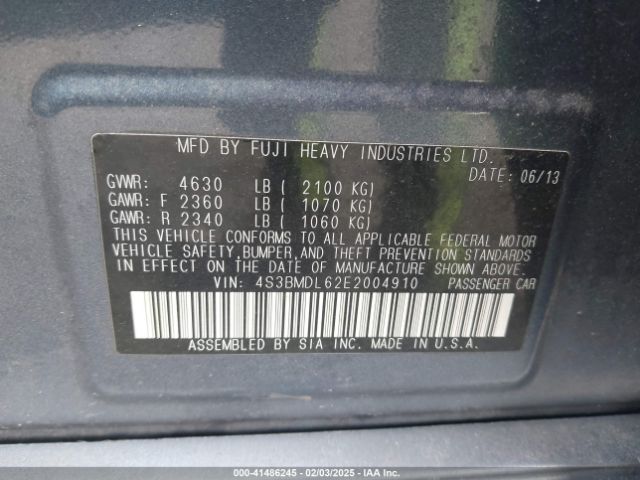 MFD BY FUJI HEAVY INDUSTRIES LTD.
DATE: 06/13
GVWR: 4630 LB ( 2100 KG)
GAWR: F 2360 LB ( 1070 KG)
GAWR: R 2340 LB ( 1060 KG)
THIS VEHICLE CONFORMS TO ALL APPLICABLE FEDERAL MOTOR
VEHICLE SAFETY, BUMPER, AND THEFT PREVENTION STANDARDS
IN EFFECT ON THE DATE OF MANUFACTURE SHOWN ABOVE.
VIN: 4S3BMDL62E2004910 PASSENGER CAR
ASSEMBLED BY SIA INC. MADE IN U.S.A.
000-41486245 - 02/03/2025 - IAA Inc.